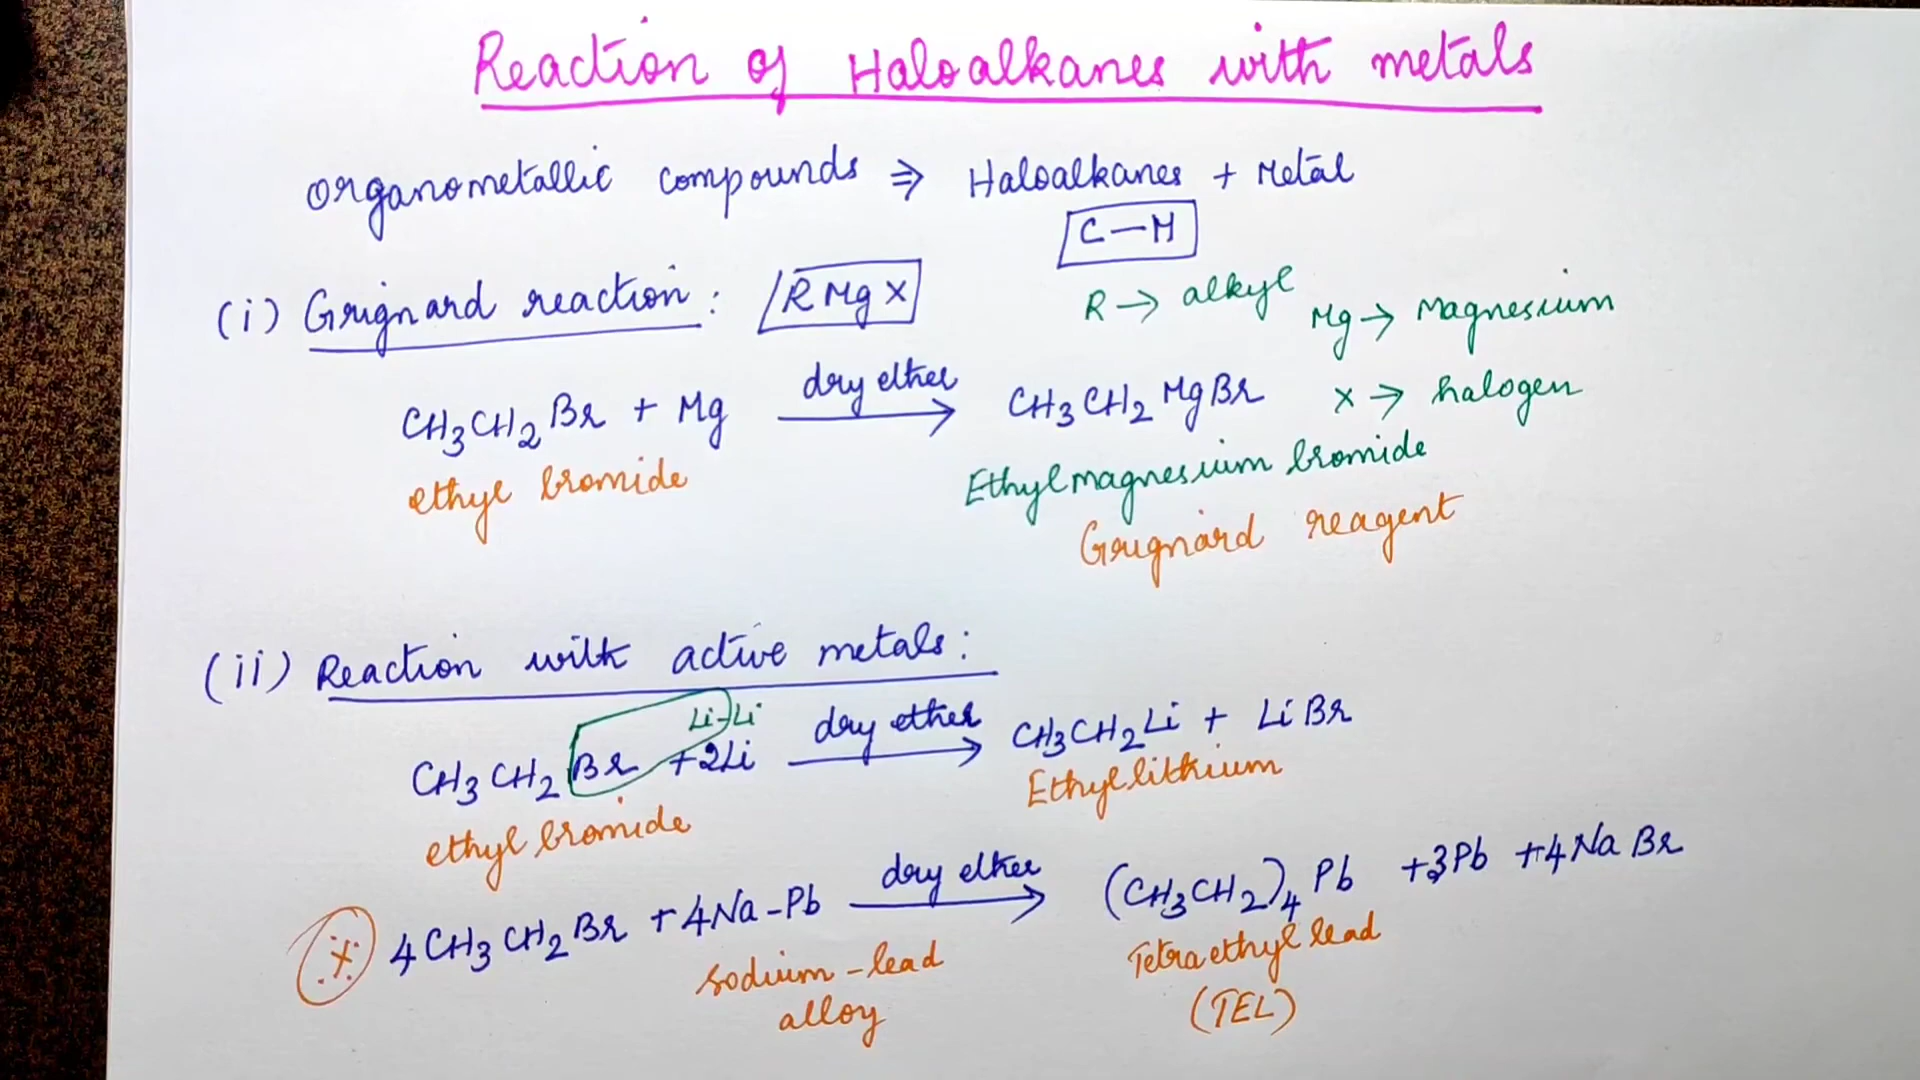 Reaction of Haloalkanes with metals
organometallic compounds ⇒ Haloalkanes + Metal
C—M
(i) Grignard reaction : RMgX
R → alkyl
Mg → Magnesium
CH₃CH₂Br + Mg
dry ether
CH₃CH₂MgBr
X → halogen
ethyl bromide
Ethylmagnesium bromide
Grignard reagent
(ii) Reaction with active metals :
Li-Li
CH₃CH₂Br + 2Li
dry ether
CH₃CH₂Li + LiBr
ethyl bromide
Ethyllithium
4CH₃CH₂Br + 4Na-Pb
dry ether
(CH₃CH₂)₄Pb + 3Pb + 4NaBr
sodium-lead
alloy
Tetraethyl lead
(TEL)